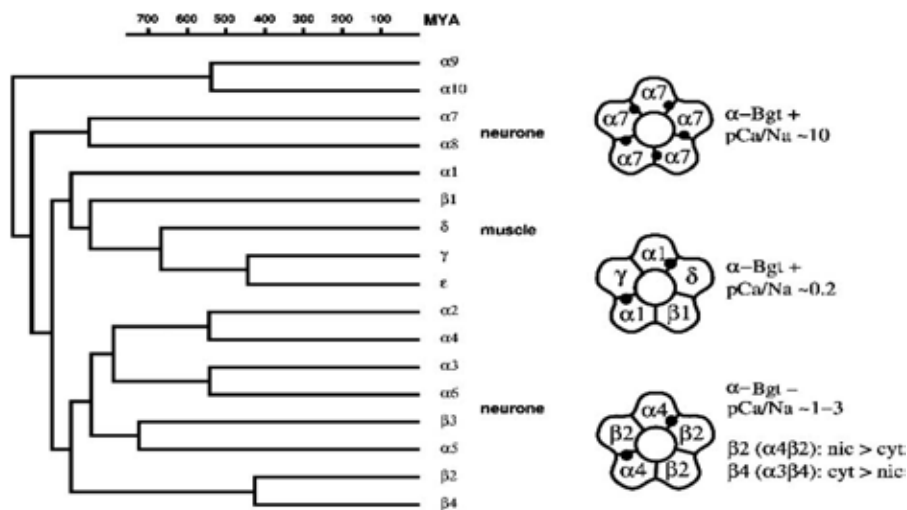 700 600 500 400 300 200 100 MYA
α9
α10
α7
α8
α1
β1
δ
γ
ε
α2
α4
α3
α6
β3
α5
β2
β4
neurone
muscle
neurone
α7
α7 α7
α7 α7
α–Bgt +
pCa/Na ~10
α1
γ δ
α1 β1
α–Bgt +
pCa/Na ~0.2
α4
β2 β2
α4 β2
α–Bgt –
pCa/Na ~1–3
β2 (α4β2): nic > cyt
β4 (α3β4): cyt > nic